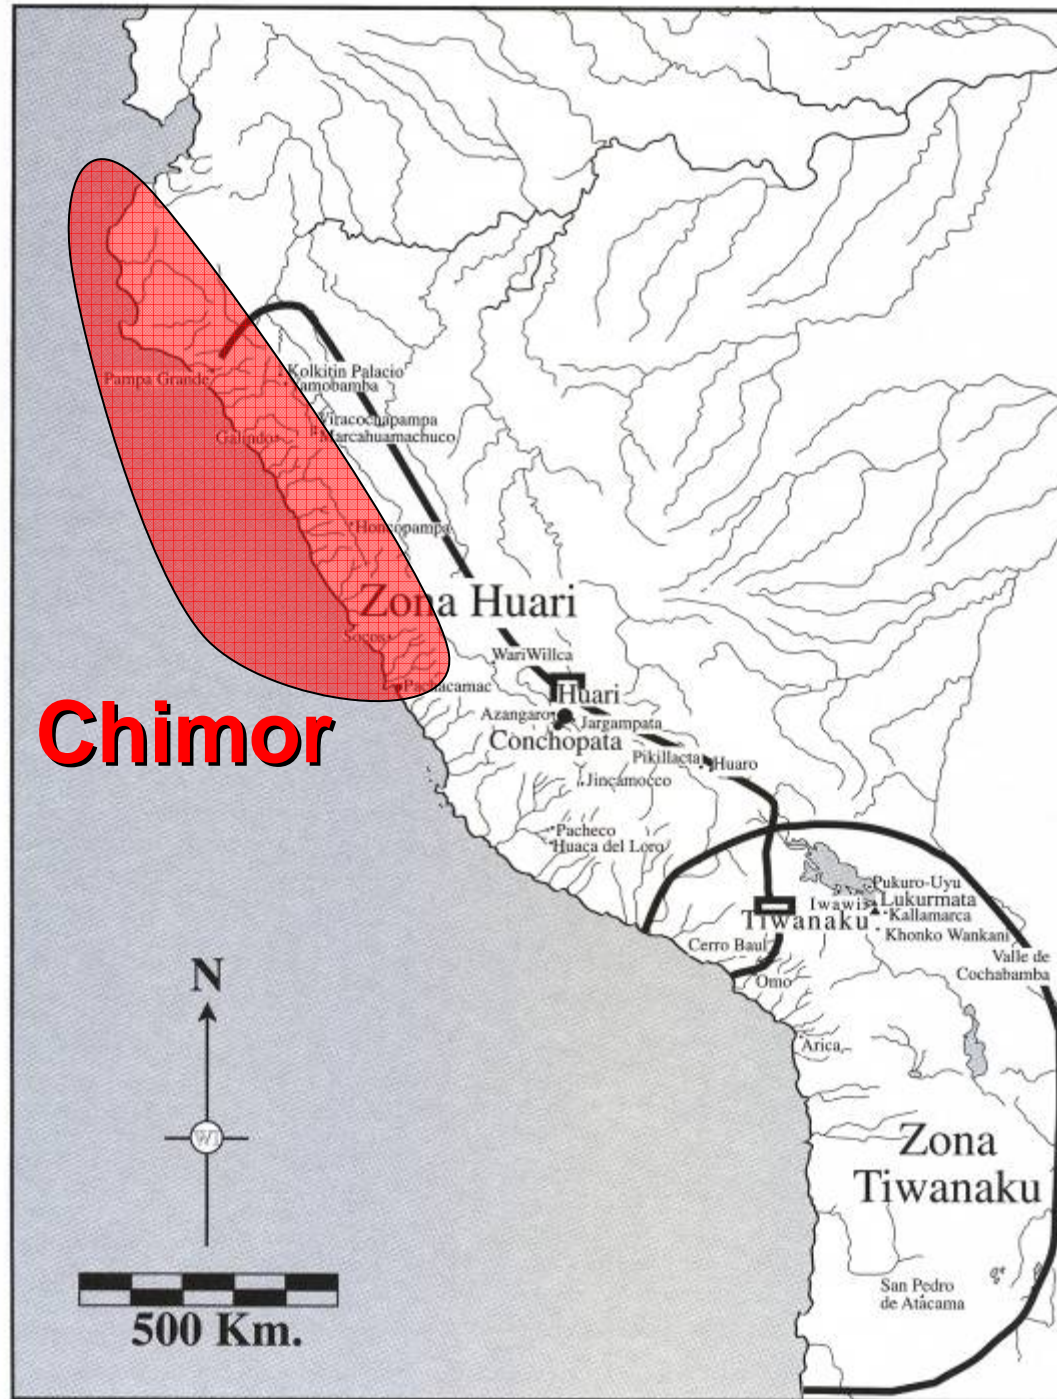 Kolkitin Palacio
Yamobamba
Pampa Grande
Viracochapampa
Marcahuamachuco
Galindo
Honcopampa
Zona Huari
Socos
WariWillca
Pachacamac
Huari
Azangaro
Jargampata
Conchopata
Chimor
Pikillacta
Huaro
Jincamocco
Pacheco
Huaca del Loro
Pukuro-Uyu
Iwawi
Lukurmata
Tiwanaku
Kallamarca
Khonko Wankani
Cerro Baul
Valle de
Cochabamba
Omo
N
Arica
WI
Zona
Tiwanaku
San Pedro
de Atacama
500 Km.